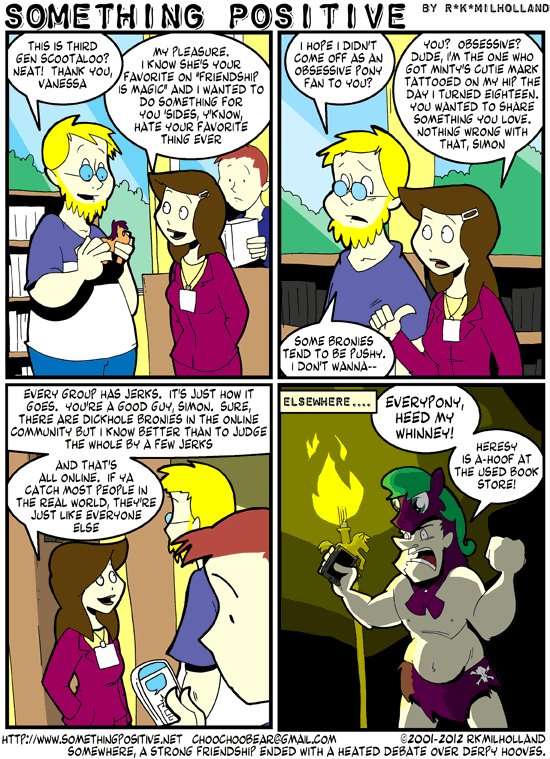 SOMETHING POSITIVE BY R*K*MILHOLLAND
THIS IS THIRD
GEN SCOOTALOO?
NEAT! THANK YOU,
VANESSA
MY PLEASURE.
I KNOW SHE'S YOUR
FAVORITE ON "FRIENDSHIP
IS MAGIC" AND I WANTED TO
DO SOMETHING FOR
YOU 'SIDES, Y'KNOW,
HATE YOUR FAVORITE
THING EVER
I HOPE I DIDN'T
COME OFF AS AN
OBSESSIVE PONY
FAN TO YOU?
YOU? OBSESSIVE?
DUDE, I'M THE ONE WHO
GOT MINTY'S CUTIE MARK
TATTOOED ON MY HIP THE
DAY I TURNED EIGHTEEN.
YOU WANTED TO SHARE
SOMETHING YOU LOVE.
NOTHING WRONG WITH
THAT, SIMON
SOME BRONIES
TEND TO BE PUSHY.
I DON'T WANNA--
EVERY GROUP HAS JERKS. IT'S JUST HOW IT
GOES. YOU'RE A GOOD GUY, SIMON. SURE,
THERE ARE DICKHOLE BRONIES IN THE ONLINE
COMMUNITY BUT I KNOW BETTER THAN TO JUDGE
THE WHOLE BY A FEW JERKS
AND THAT'S
ALL ONLINE. IF YA
CATCH MOST PEOPLE IN
THE REAL WORLD, THEY'RE
JUST LIKE EVERYONE
ELSE
ELSEWHERE....
EVERYPONY,
HEED MY
WHINNEY!
HERESY
IS A-HOOF AT
THE USED BOOK
STORE!
HTTP://WWW.SOMETHINGPOSITIVE.NET CHOOCHOOBEAR@GMAIL.COM ©2001-2012 RKMILHOLLAND
SOMEWHERE, A STRONG FRIENDSHIP ENDED WITH A HEATED DEBATE OVER DERPY HOOVES.